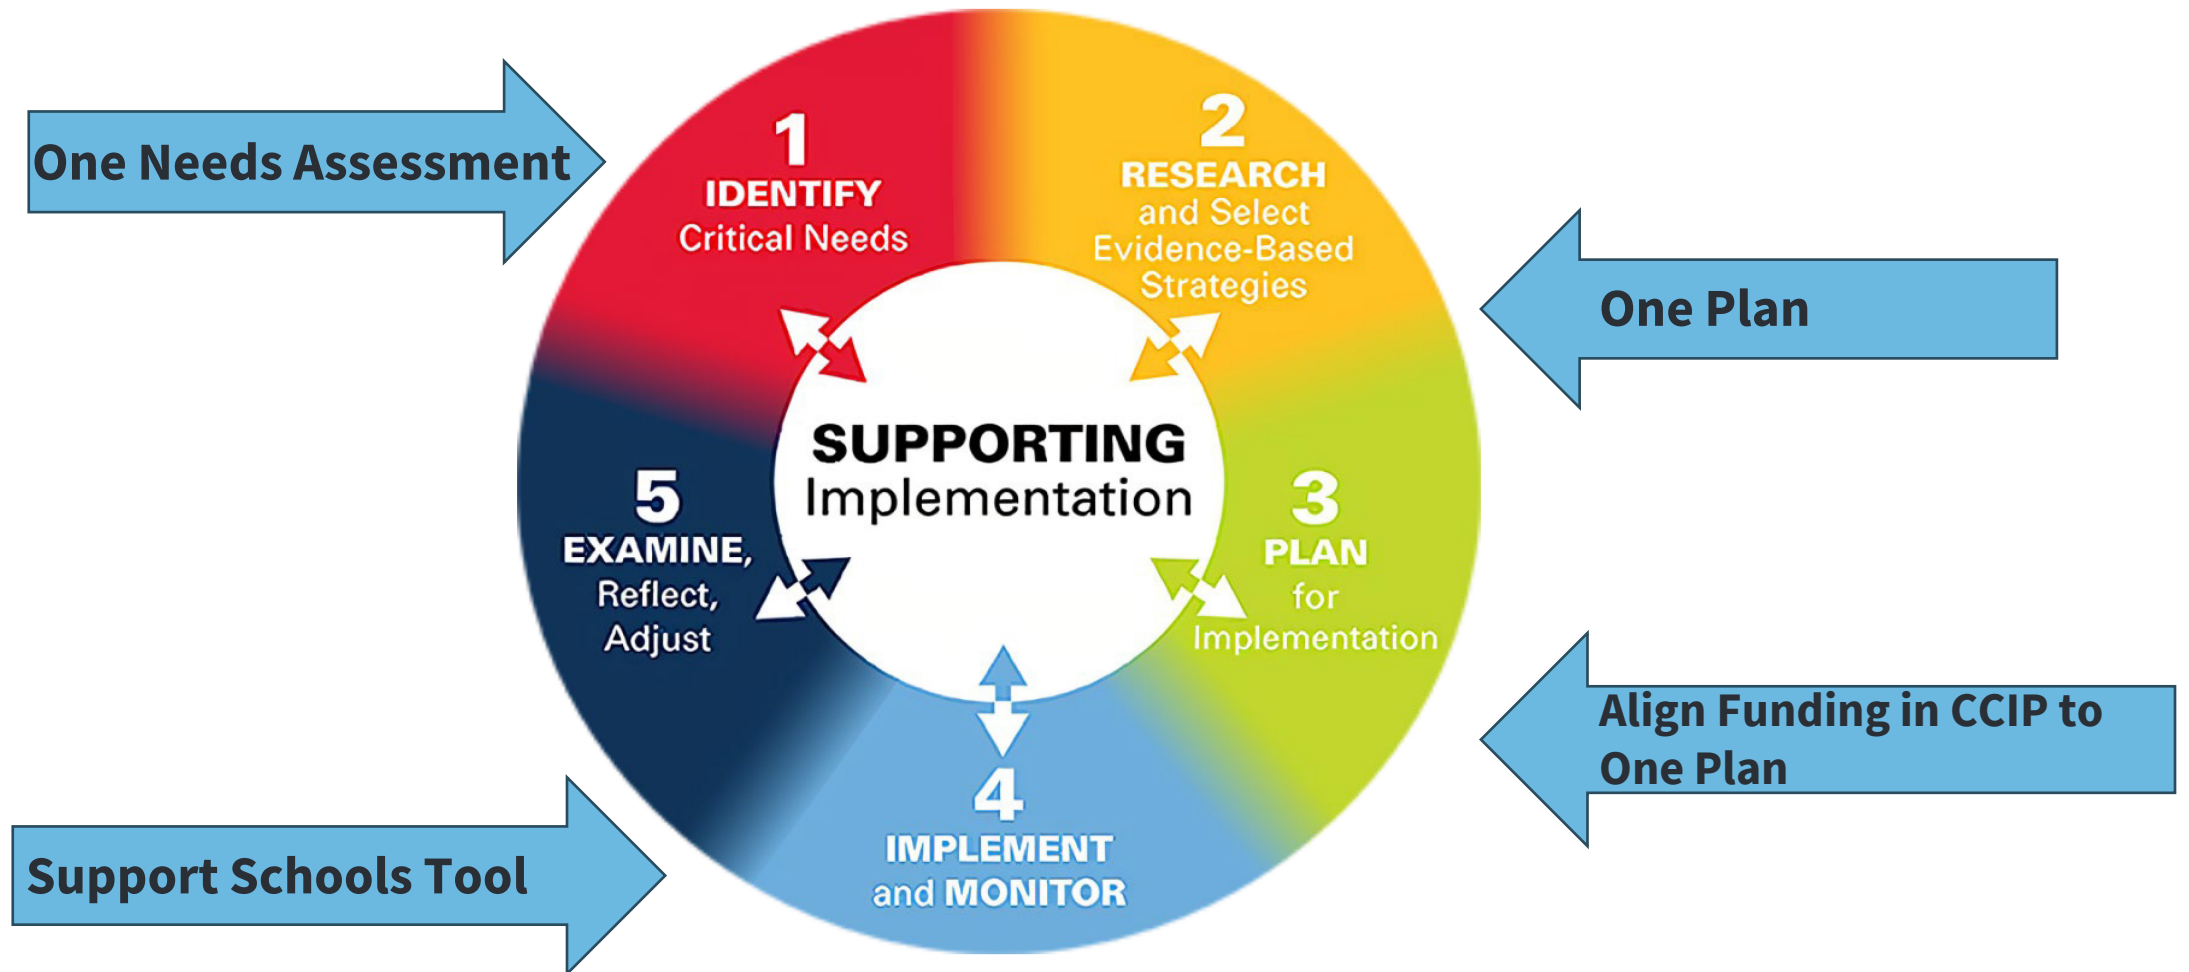 One Needs Assessment
1
IDENTIFY
Critical Needs
2
RESEARCH
and Select
Evidence-Based
Strategies
One Plan
SUPPORTING
Implementation
3
PLAN
for
Implementation
5
EXAMINE,
Reflect,
Adjust
Align Funding in CCIP to
One Plan
4
IMPLEMENT
and MONITOR
Support Schools Tool